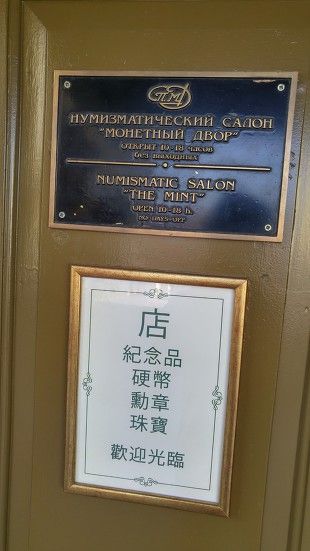 П.М.
НУМИЗМАТИЧЕСКИЙ САЛОН
"МОНЕТНЫЙ ДВОР"
ОТКРЫТ 10-18 ЧАСОВ
БЕЗ ВЫХОДНЫХ
NUMISMATIC SALON
"THE MINT"
OPEN 10-18 h.
NO DAYS-OFF
店
紀念品
硬幣
勳章
珠寶
歡迎光臨